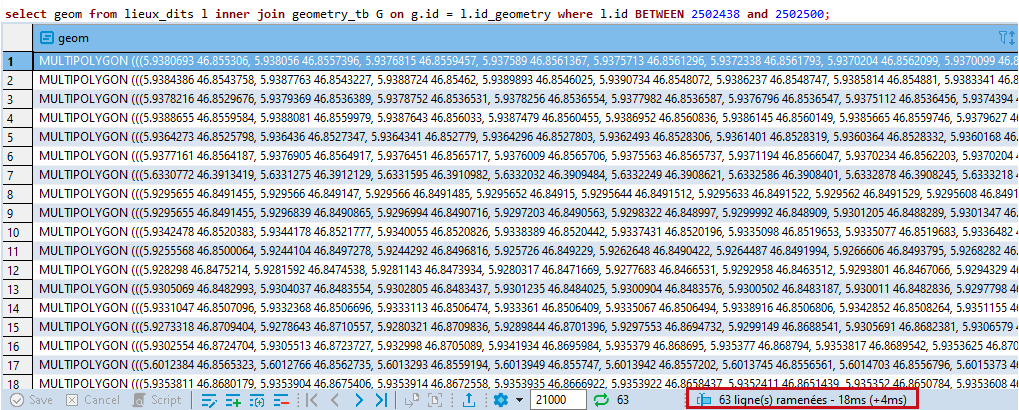 select geom from lieux_dits l inner join geometry_tb G on g.id = l.id_geometry where l.id BETWEEN 2502438 and 2502500;
geom
1 MULTIPOLYGON (((5.9380693 46.855306, 5.938056 46.8557396, 5.9376815 46.8559457, 5.937589 46.8561367, 5.9375713 46.8561296, 5.9372338 46.8561793, 5.9370204 46.8562099, 5.9370099 46.8
2 MULTIPOLYGON (((5.9384386 46.8543758, 5.9387763 46.8543227, 5.9388724 46.85462, 5.9389893 46.8546025, 5.9390734 46.8548072, 5.9386237 46.8548747, 5.9385814 46.854881, 5.9383341 46.8
3 MULTIPOLYGON (((5.9378216 46.8529676, 5.9379369 46.8536389, 5.9378752 46.8536531, 5.9378256 46.8536554, 5.9377982 46.8536587, 5.9376796 46.8536547, 5.9375112 46.8536456, 5.9374394
4 MULTIPOLYGON (((5.9388655 46.8559584, 5.9388081 46.8559979, 5.9387643 46.856033, 5.9387479 46.8560455, 5.9386952 46.8560836, 5.9386145 46.8560149, 5.9385665 46.8559746, 5.9379627
5 MULTIPOLYGON (((5.9364273 46.8525798, 5.936436 46.8527347, 5.9364341 46.852779, 5.9364296 46.8527803, 5.9362493 46.8528306, 5.9361401 46.8528319, 5.9360364 46.8528332, 5.9360168
6 MULTIPOLYGON (((5.9377161 46.8564187, 5.9376905 46.8564917, 5.9376451 46.8565717, 5.9376009 46.8565706, 5.9375563 46.8565737, 5.9371194 46.8566047, 5.9370234 46.8562203, 5.9370204
7 MULTIPOLYGON (((5.6330772 46.3913419, 5.6331275 46.3912129, 5.6331595 46.3910982, 5.6332032 46.3909484, 5.6332249 46.3908621, 5.6332586 46.3908401, 5.6332878 46.3908245, 5.6333218
8 MULTIPOLYGON (((5.9295655 46.8491455, 5.929566 46.849147, 5.929566 46.8491485, 5.9295652 46.84915, 5.9295644 46.8491512, 5.9295633 46.8491522, 5.929562 46.8491529, 5.9295608 46.8491
9 MULTIPOLYGON (((5.9295655 46.8491455, 5.9296839 46.8490865, 5.9296994 46.8490716, 5.9297203 46.8490563, 5.9298322 46.848997, 5.9299992 46.848909, 5.9301205 46.8488289, 5.9301347
10 MULTIPOLYGON (((5.9342478 46.8520383, 5.9344178 46.8521777, 5.9340055 46.8520826, 5.9338389 46.8520442, 5.9337431 46.8520196, 5.9335098 46.8519653, 5.9335077 46.8519683, 5.9336482
11 MULTIPOLYGON (((5.9255568 46.8500064, 5.9244104 46.8497278, 5.9244292 46.8496816, 5.925726 46.849229, 5.9262648 46.8490422, 5.9264487 46.8491994, 5.9266606 46.8493795, 5.9268282
12 MULTIPOLYGON (((5.928298 46.8475214, 5.9281592 46.8474538, 5.9281143 46.8473934, 5.9280317 46.8471669, 5.9277683 46.8466531, 5.9292958 46.8463512, 5.9293801 46.8467066, 5.9294329
13 MULTIPOLYGON (((5.9305069 46.8482993, 5.9304037 46.8483554, 5.9302805 46.8483437, 5.9301235 46.8484025, 5.9300904 46.8483576, 5.9300502 46.8483187, 5.930011 46.8482836, 5.9297798
14 MULTIPOLYGON (((5.9331047 46.8507096, 5.9332368 46.8506696, 5.9333113 46.8506474, 5.933361 46.8506409, 5.9335067 46.8506494, 5.9338916 46.8506806, 5.9342852 46.8508264, 5.9351155
15 MULTIPOLYGON (((5.9273318 46.8709404, 5.9278643 46.8710557, 5.9280321 46.8709836, 5.9289844 46.8701396, 5.9297553 46.8694732, 5.9299149 46.8688541, 5.9305691 46.8682381, 5.9306579
16 MULTIPOLYGON (((5.9302554 46.8724704, 5.9305513 46.8723727, 5.932998 46.8705089, 5.9341934 46.8695984, 5.935379 46.868695, 5.935377 46.868794, 5.9353817 46.8689542, 5.9353625
17 MULTIPOLYGON (((5.6012384 46.8565323, 5.6012766 46.8562735, 5.6013293 46.8559194, 5.6013949 46.855747, 5.6013942 46.8557202, 5.6013745 46.8556561, 5.6014703 46.8555796, 5.6015373
18 MULTIPOLYGON (((5.9353811 46.8680179, 5.9353904 46.8675406, 5.9353914 46.8672558, 5.9353935 46.8666922, 5.9353922 46.8658437, 5.9352411 46.8651439, 5.935352 46.8650784, 5.9353608
Save Cancel Script 21000 63 63 ligne(s) ramenées - 18ms (+4ms)